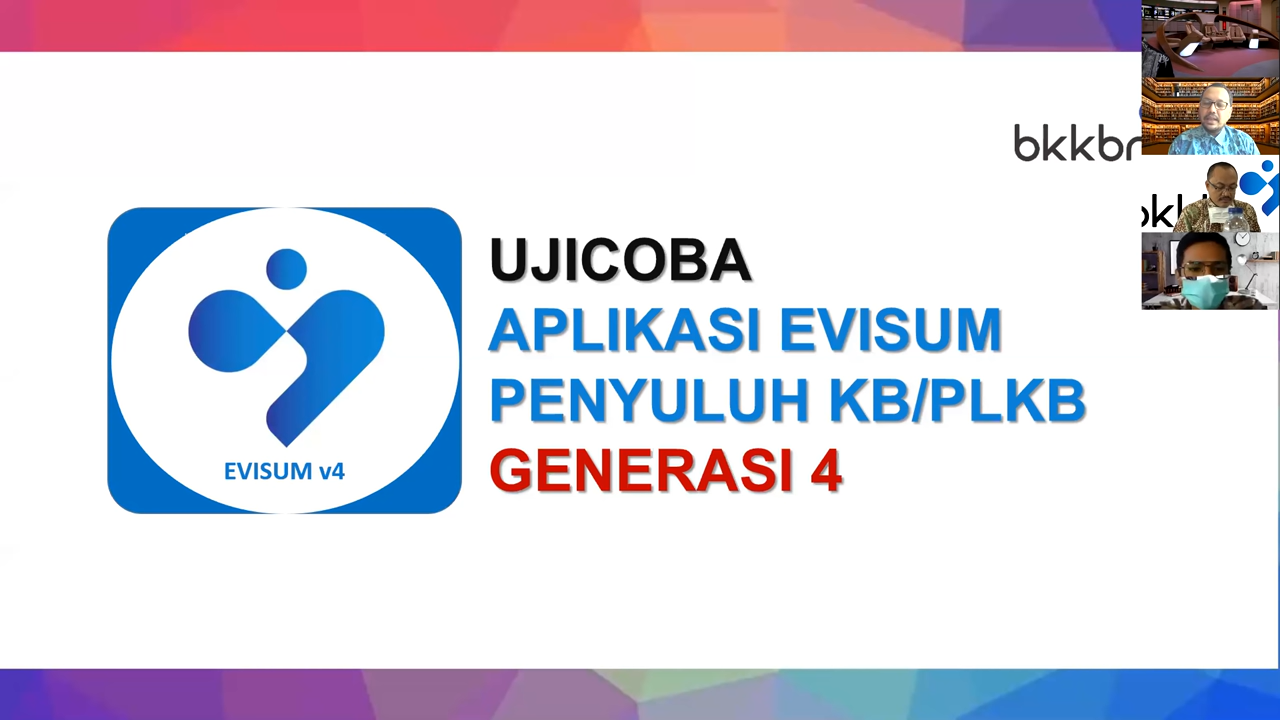 bkkbn
EVISUM v4
UJICOBA
APLIKASI EVISUM
PENYULUH KB/PLKB
GENERASI 4